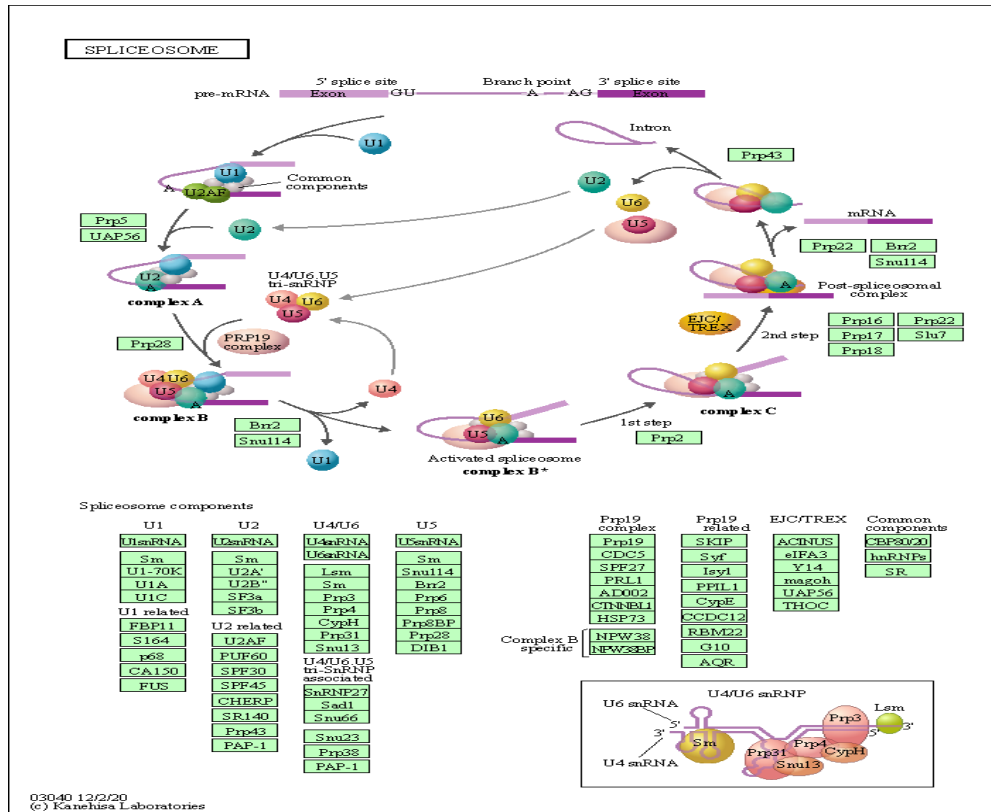 SPLICEOSOME
5' splice site
Branch point
3' splice site
pre-mRNA
Exon
GU
A
AG
Exon
U1
U1
U2AF
A
Common
components
Prp5
UAP56
U2
U2
A
complex A
U4/U6.U5
tri-snRNP
U4
U6
U5
Prp28
PRP19
complex
U4 U6
U5
A
complex B
Brr2
Snu114
U4
U1
U6
U5
A
Activated spliceosome
complex B*
1st step
Prp2
A
complex C
2nd step
EJC/
TREX
Prp16
Prp22
Prp17
Slu7
Prp18
A
Post-spliceosomal
complex
Prp22
Brr2
Snu114
mRNA
Prp43
Intron
U2
U6
U5
Spliceosome components
U1
U1snRNA
Sm
U1-70K
U1A
U1C
U1 related
FBP11
S164
p68
CA150
FUS
U2
U2snRNA
Sm
U2A'
U2B"
SF3a
SF3b
U2 related
U2AF
PUF60
SPF30
SPF45
CHERP
SR140
Prp43
PAP-1
U4/U6
U4snRNA
U6snRNA
Lsm
Sm
Prp3
Prp4
CypH
Prp31
Snu13
U4/U6.U5
tri-SnRNP
associated
SnRNP27
Sad1
Snu66
Snu23
Prp38
PAP-1
U5
U5snRNA
Sm
Snu114
Brr2
Prp6
Prp8
Prp8BP
Prp28
DIB1
Prp19
complex
Prp19
CDC5
SPF27
PRL1
AD002
CTNNBL1
HSP73
Complex B
specific
NPW38
NPW38BP
Prp19
related
SKIP
Syf
Isy1
PPIL1
CypE
CCDC12
RBM22
G10
AQR
EJC/TREX
ACINUS
eIFA3
Y14
magoh
UAP56
THOC
Common
components
CBP80/20
hnRNPs
SR
U4/U6 snRNP
U6 snRNA
5'
3'
U4 snRNA
Sm
Prp31
Snu13
Prp4
CypH
Prp3
5'
Lsm
3'
03040 12/2/20
(c) Kanehisa Laboratories